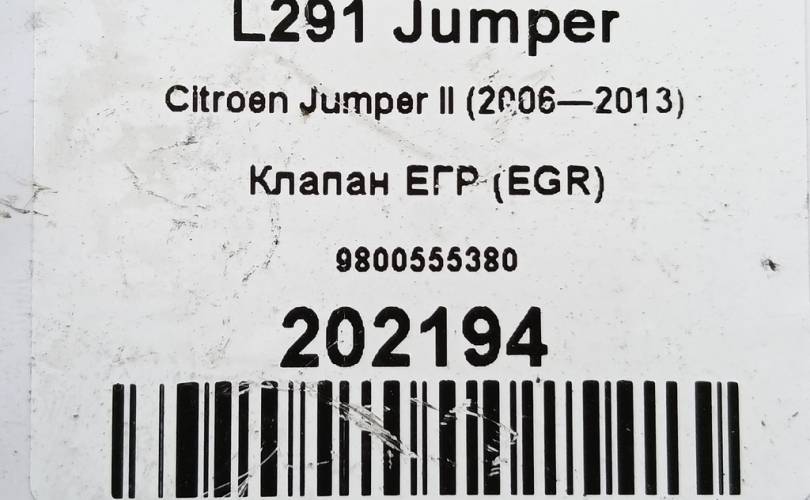 L291 Jumper
Citroen Jumper II (2006—2013)
Клапан ЕГР (EGR)
9800555380
202194